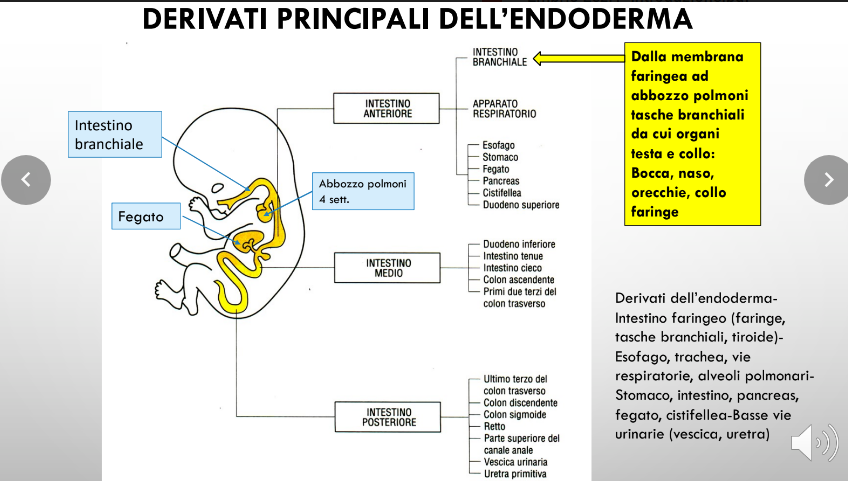 DERIVATI PRINCIPALI DELL'ENDODERMA
Intestino
branchiale
Fegato
Abbozzo polmoni
4 sett.
INTESTINO
ANTERIORE
INTESTINO
BRANCHIALE
APPARATO
RESPIRATORIO
Esofago
Stomaco
Fegato
Pancreas
Cistifellea
Duodeno superiore
INTESTINO
MEDIO
Duodeno inferiore
Intestino tenue
Intestino cieco
Colon ascendente
Primi due terzi del
colon trasverso
INTESTINO
POSTERIORE
Ultimo terzo del
colon trasverso
Colon discendente
Colon sigmoide
Retto
Parte superiore del
canale anale
Vescica urinaria
Uretra primitiva
Dalla membrana
faringea ad
abbozzo polmoni
tasche branchiali
da cui organi
testa e collo:
Bocca, naso,
orecchie, collo
faringe
Derivati dell'endoderma-
Intestino faringeo (faringe,
tasche branchiali, tiroide)-
Esofago, trachea, vie
respiratorie, alveoli polmonari-
Stomaco, intestino, pancreas,
fegato, cistifellea-Basse vie
urinarie (vescica, uretra)